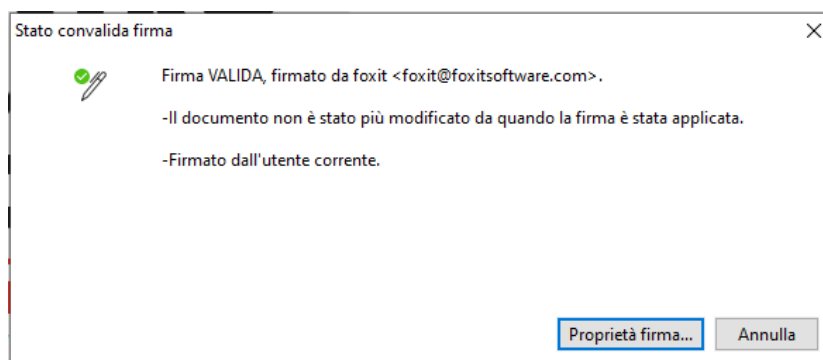 Stato convalida firma
Firma VALIDA, firmato da foxit <foxit@foxitsoftware.com>.
-Il documento non è stato più modificato da quando la firma è stata applicata.
-Firmato dall'utente corrente.
Proprietà firma... Annulla